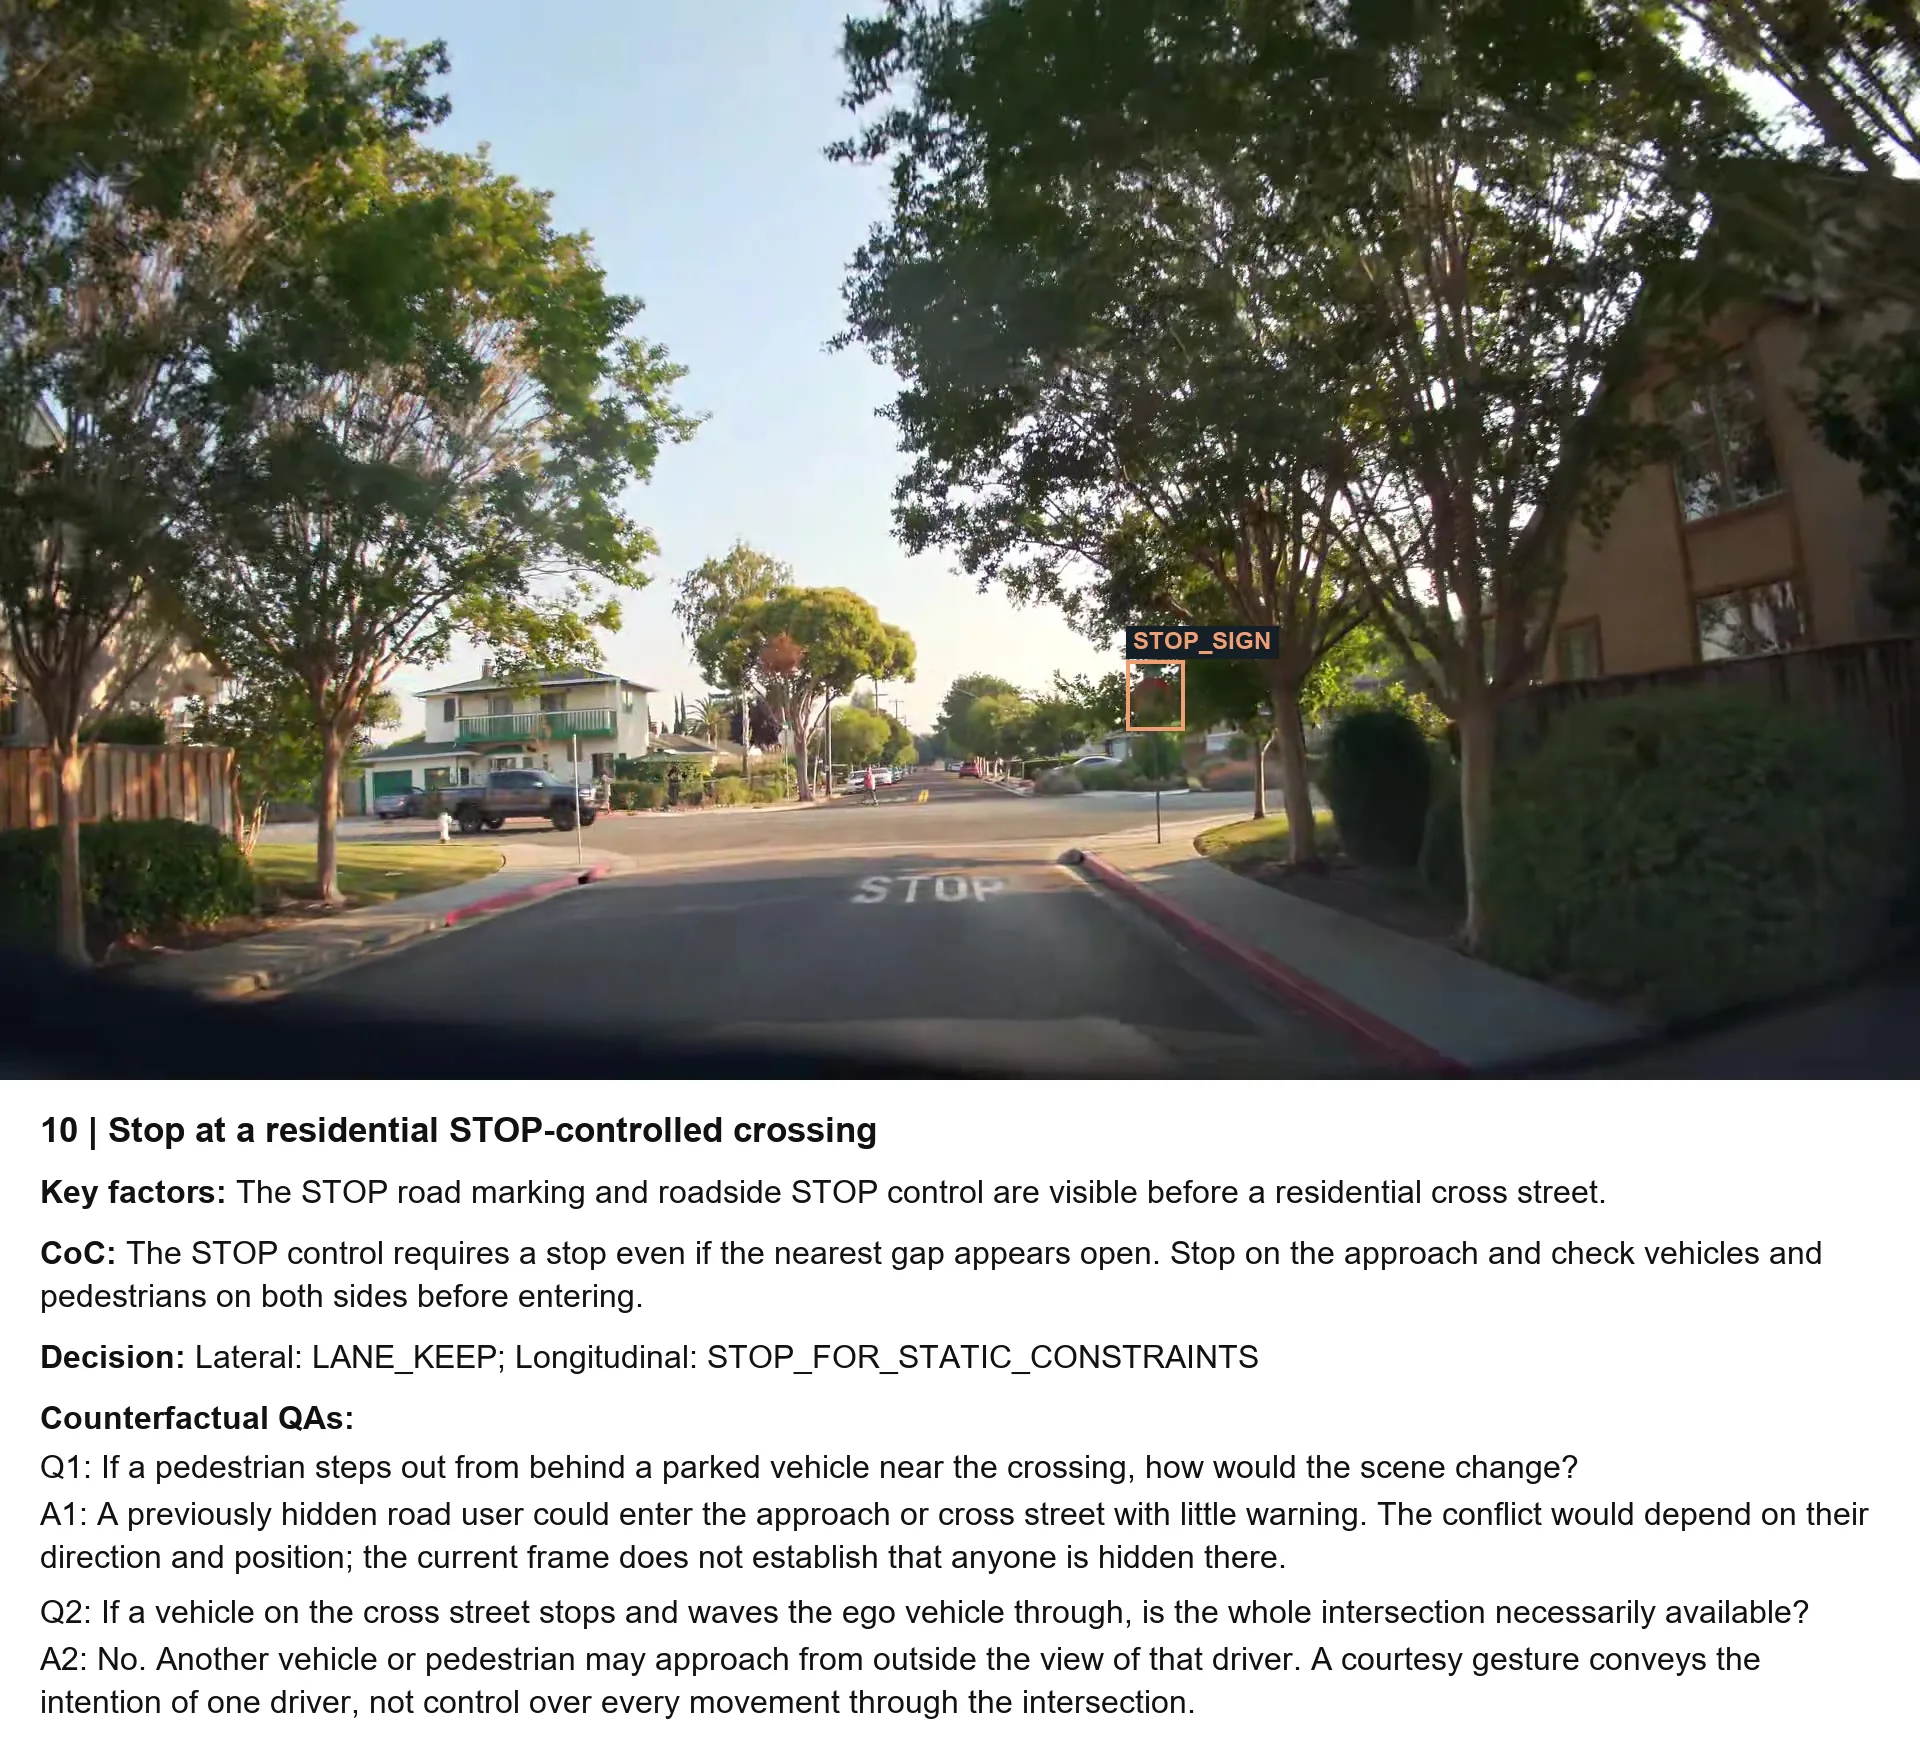 STOP_SIGN
STOP
10 | Stop at a residential STOP-controlled crossing
Key factors: The STOP road marking and roadside STOP control are visible before a residential cross street.
CoC: The STOP control requires a stop even if the nearest gap appears open. Stop on the approach and check vehicles and
pedestrians on both sides before entering.
Decision: Lateral: LANE_KEEP; Longitudinal: STOP_FOR_STATIC_CONSTRAINTS
Counterfactual QAs:
Q1: If a pedestrian steps out from behind a parked vehicle near the crossing, how would the scene change?
A1: A previously hidden road user could enter the approach or cross street with little warning. The conflict would depend on their
direction and position; the current frame does not establish that anyone is hidden there.
Q2: If a vehicle on the cross street stops and waves the ego vehicle through, is the whole intersection necessarily available?
A2: No. Another vehicle or pedestrian may approach from outside the view of that driver. A courtesy gesture conveys the
intention of one driver, not control over every movement through the intersection.